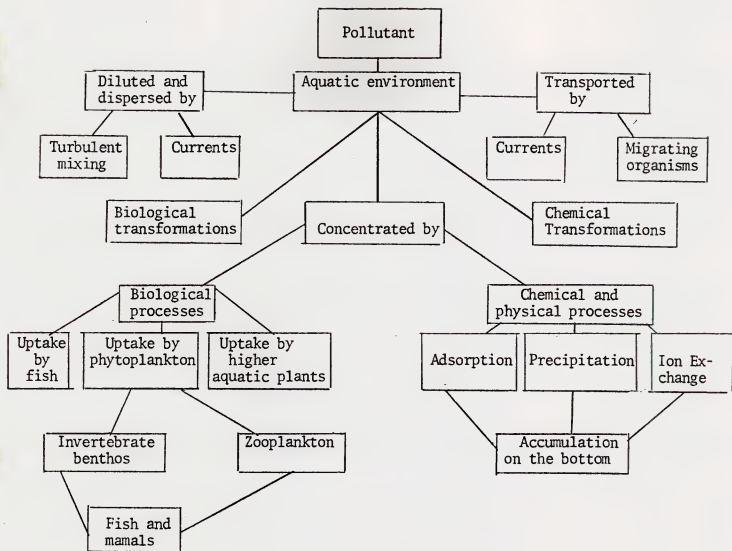 Pollutant
Diluted and
dispersed by
Aquatic environment
Transported
by
Turbulent
mixing
Currents
Currents
Migrating
organisms
Biological
transformations
Concentrated by
Chemical
Transformations
Biological
processes
Chemical and
physical processes
Uptake
by
fish
Uptake by
phytoplankton
Uptake by
higher
aquatic plants
Adsorption
Precipitation
Ion Ex-
change
Invertebrate
benthos
Zooplankton
Accumulation
on the bottom
Fish and
mamals